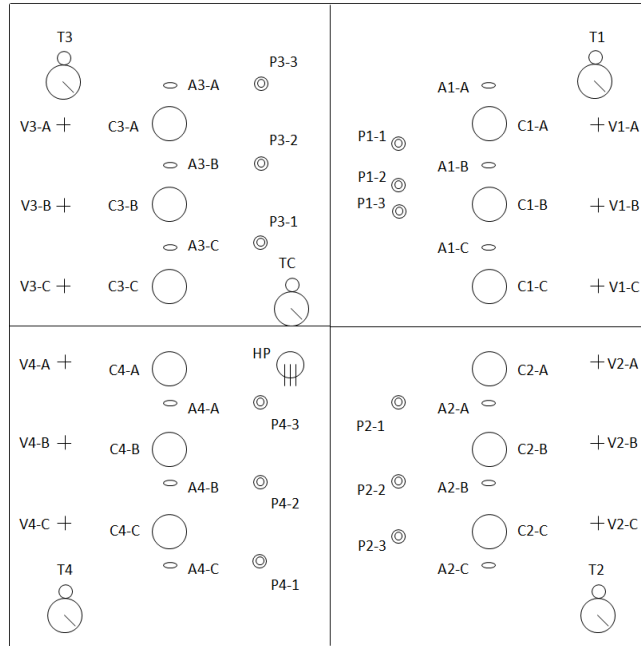 T3
T1
P3-3
A3-A
A1-A
V3-A
C3-A
C1-A
V1-A
P1-1
P3-2
A3-B
A1-B
P1-2
V3-B
C3-B
P1-3
C1-B
V1-B
P3-1
A3-C
A1-C
TC
V3-C
C3-C
C1-C
V1-C
HP
V4-A
C4-A
C2-A
V2-A
A4-A
P4-3
P2-1
A2-A
V4-B
C4-B
C2-B
V2-B
A4-B
P2-2
A2-B
P4-2
V4-C
C4-C
C2-C
V2-C
P2-3
T4
A4-C
A2-C
T2
P4-1